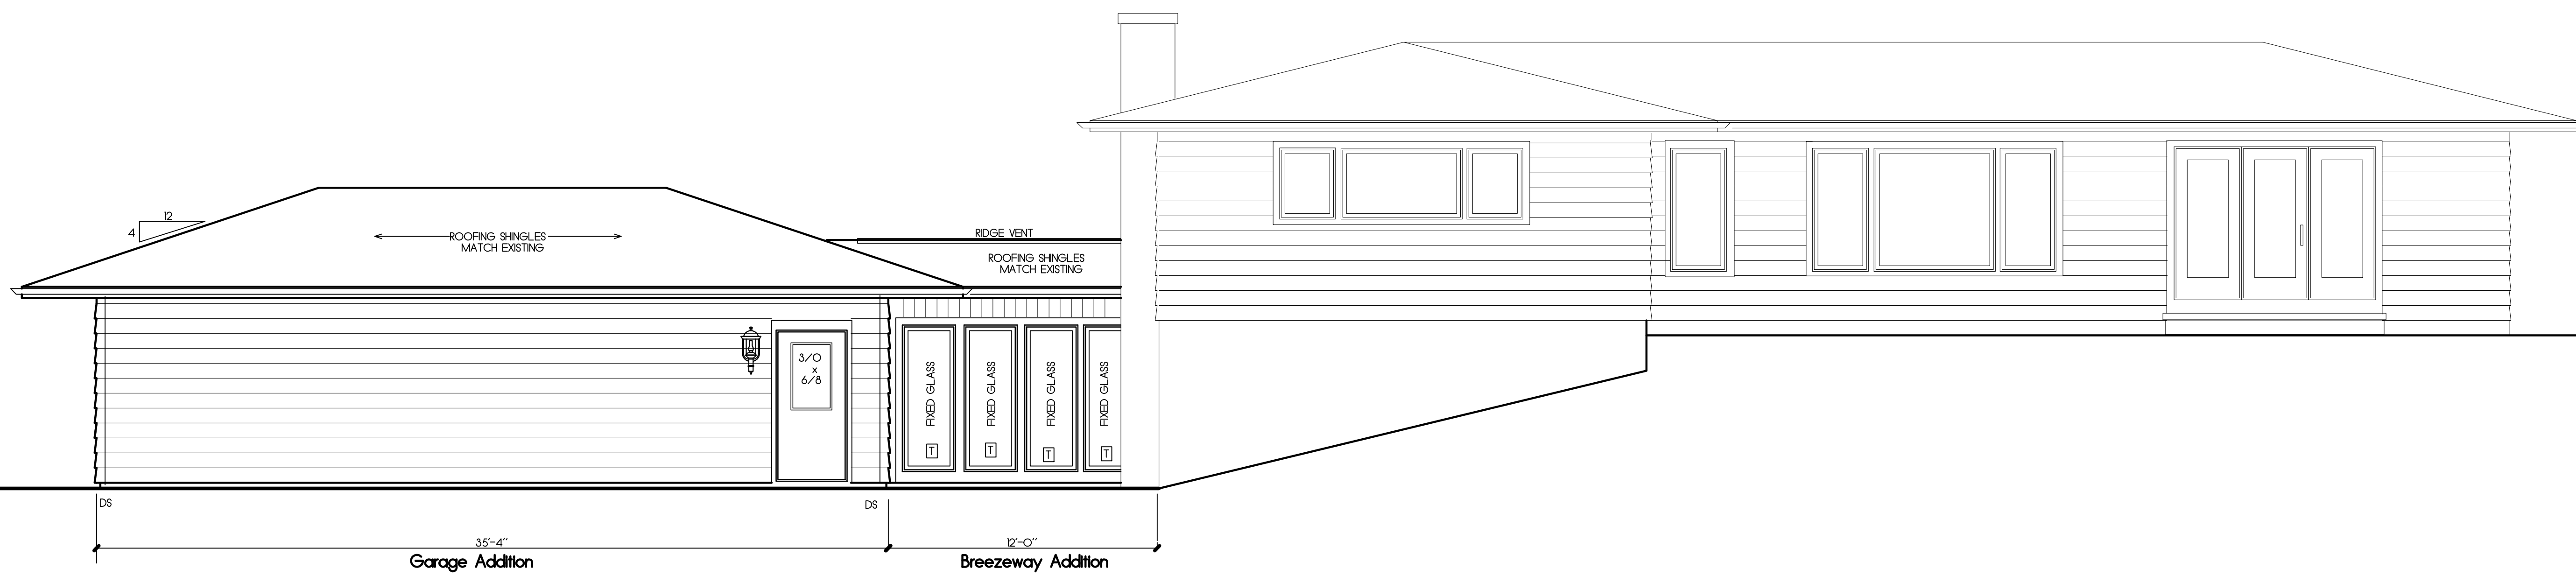 12
4
ROOFING SHINGLES
MATCH EXISTING
RIDGE VENT
ROOFING SHINGLES
MATCH EXISTING
3/0
x
6/8
FIXED GLASS
FIXED GLASS
FIXED GLASS
FIXED GLASS
T
T
T
T
DS
DS
35'-4"
12'-0"
Garage Addition
Breezeway Addition